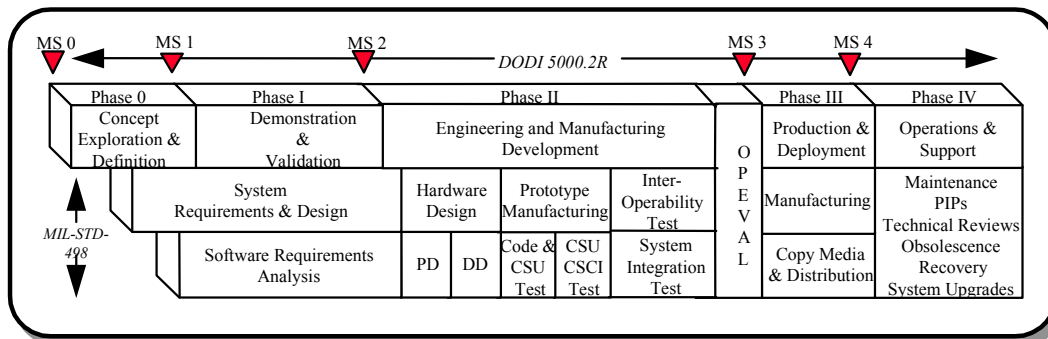 MS 0
MS 1
MS 2
MS 3
MS 4
DODI 5000.2R
Phase 0
Phase I
Phase II
Phase III
Phase IV
Concept
Exploration &
Definition
Demonstration
&
Validation
Engineering and Manufacturing
Development
O
P
E
V
A
L
Production &
Deployment
Operations &
Support
MIL-STD-
498
System
Requirements & Design
Hardware
Design
Prototype
Manufacturing
Inter-
Operability
Test
Manufacturing
Maintenance
PIPs
Technical Reviews
Obsolescence
Recovery
System Upgrades
Software Requirements
Analysis
PD
DD
Code &
CSU
Test
CSU
CSCI
Test
System
Integration
Test
Copy Media
& Distribution